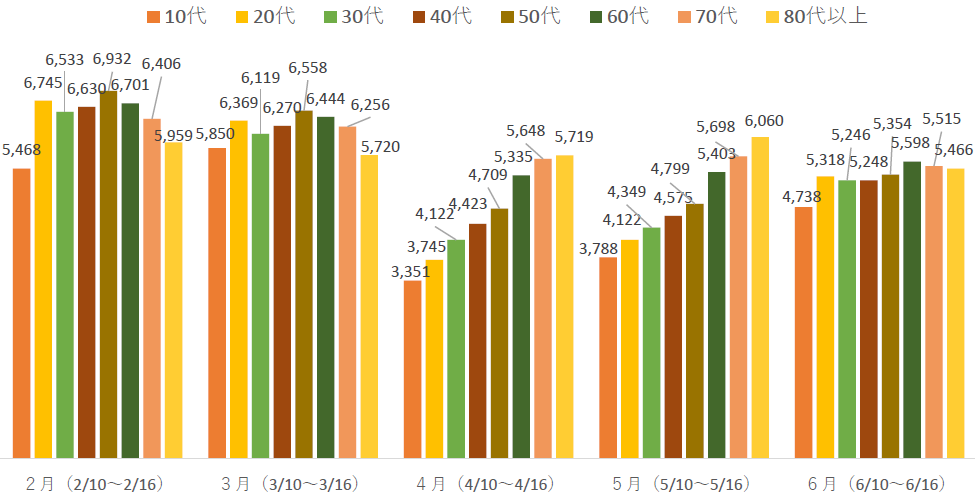 10代 20代 30代 40代 50代 60代 70代 80代以上
5,468 6,745 6,533 6,630 6,932 6,701 6,406 5,959
5,850 6,369 6,119 6,270 6,558 6,444 6,256 5,720
3,351 3,745 4,122 4,423 4,709 5,335 5,648 5,719
3,788 4,122 4,349 4,575 4,799 5,403 5,698 6,060
4,738 5,318 5,246 5,248 5,354 5,598 5,515 5,466
２月（2/10～2/16） ３月（3/10～3/16） ４月（4/10～4/16） ５月（5/10～5/16） ６月（6/10～6/16）